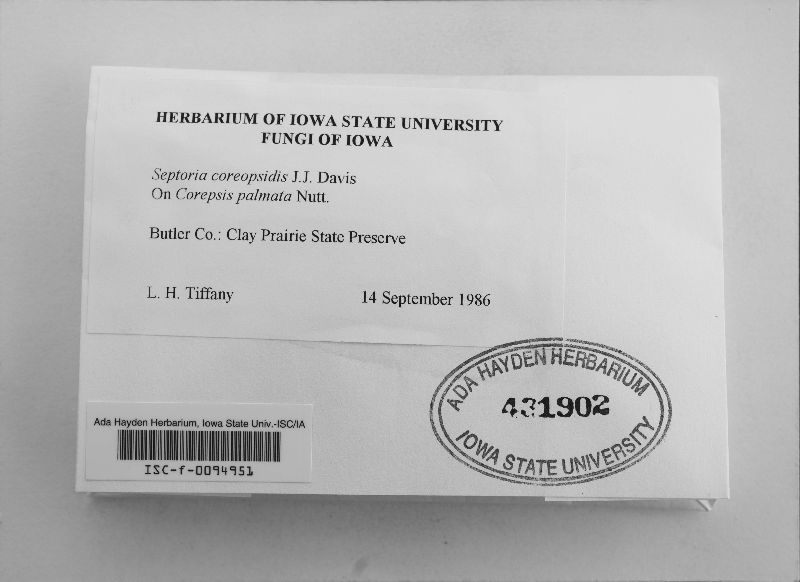 HERBARIUM OF IOWA STATE UNIVERSITY
FUNGI OF IOWA
Septoria coreopsidis J.J. Davis
On Corepsis palmata Nutt.
Butler Co.: Clay Prairie State Preserve
L. H. Tiffany 14 September 1986
ADA HAYDEN HERBARIUM
431902
IOWA STATE UNIVERSITY
Ada Hayden Herbarium, Iowa State Univ.-ISC/IA
ISC-f-0094951